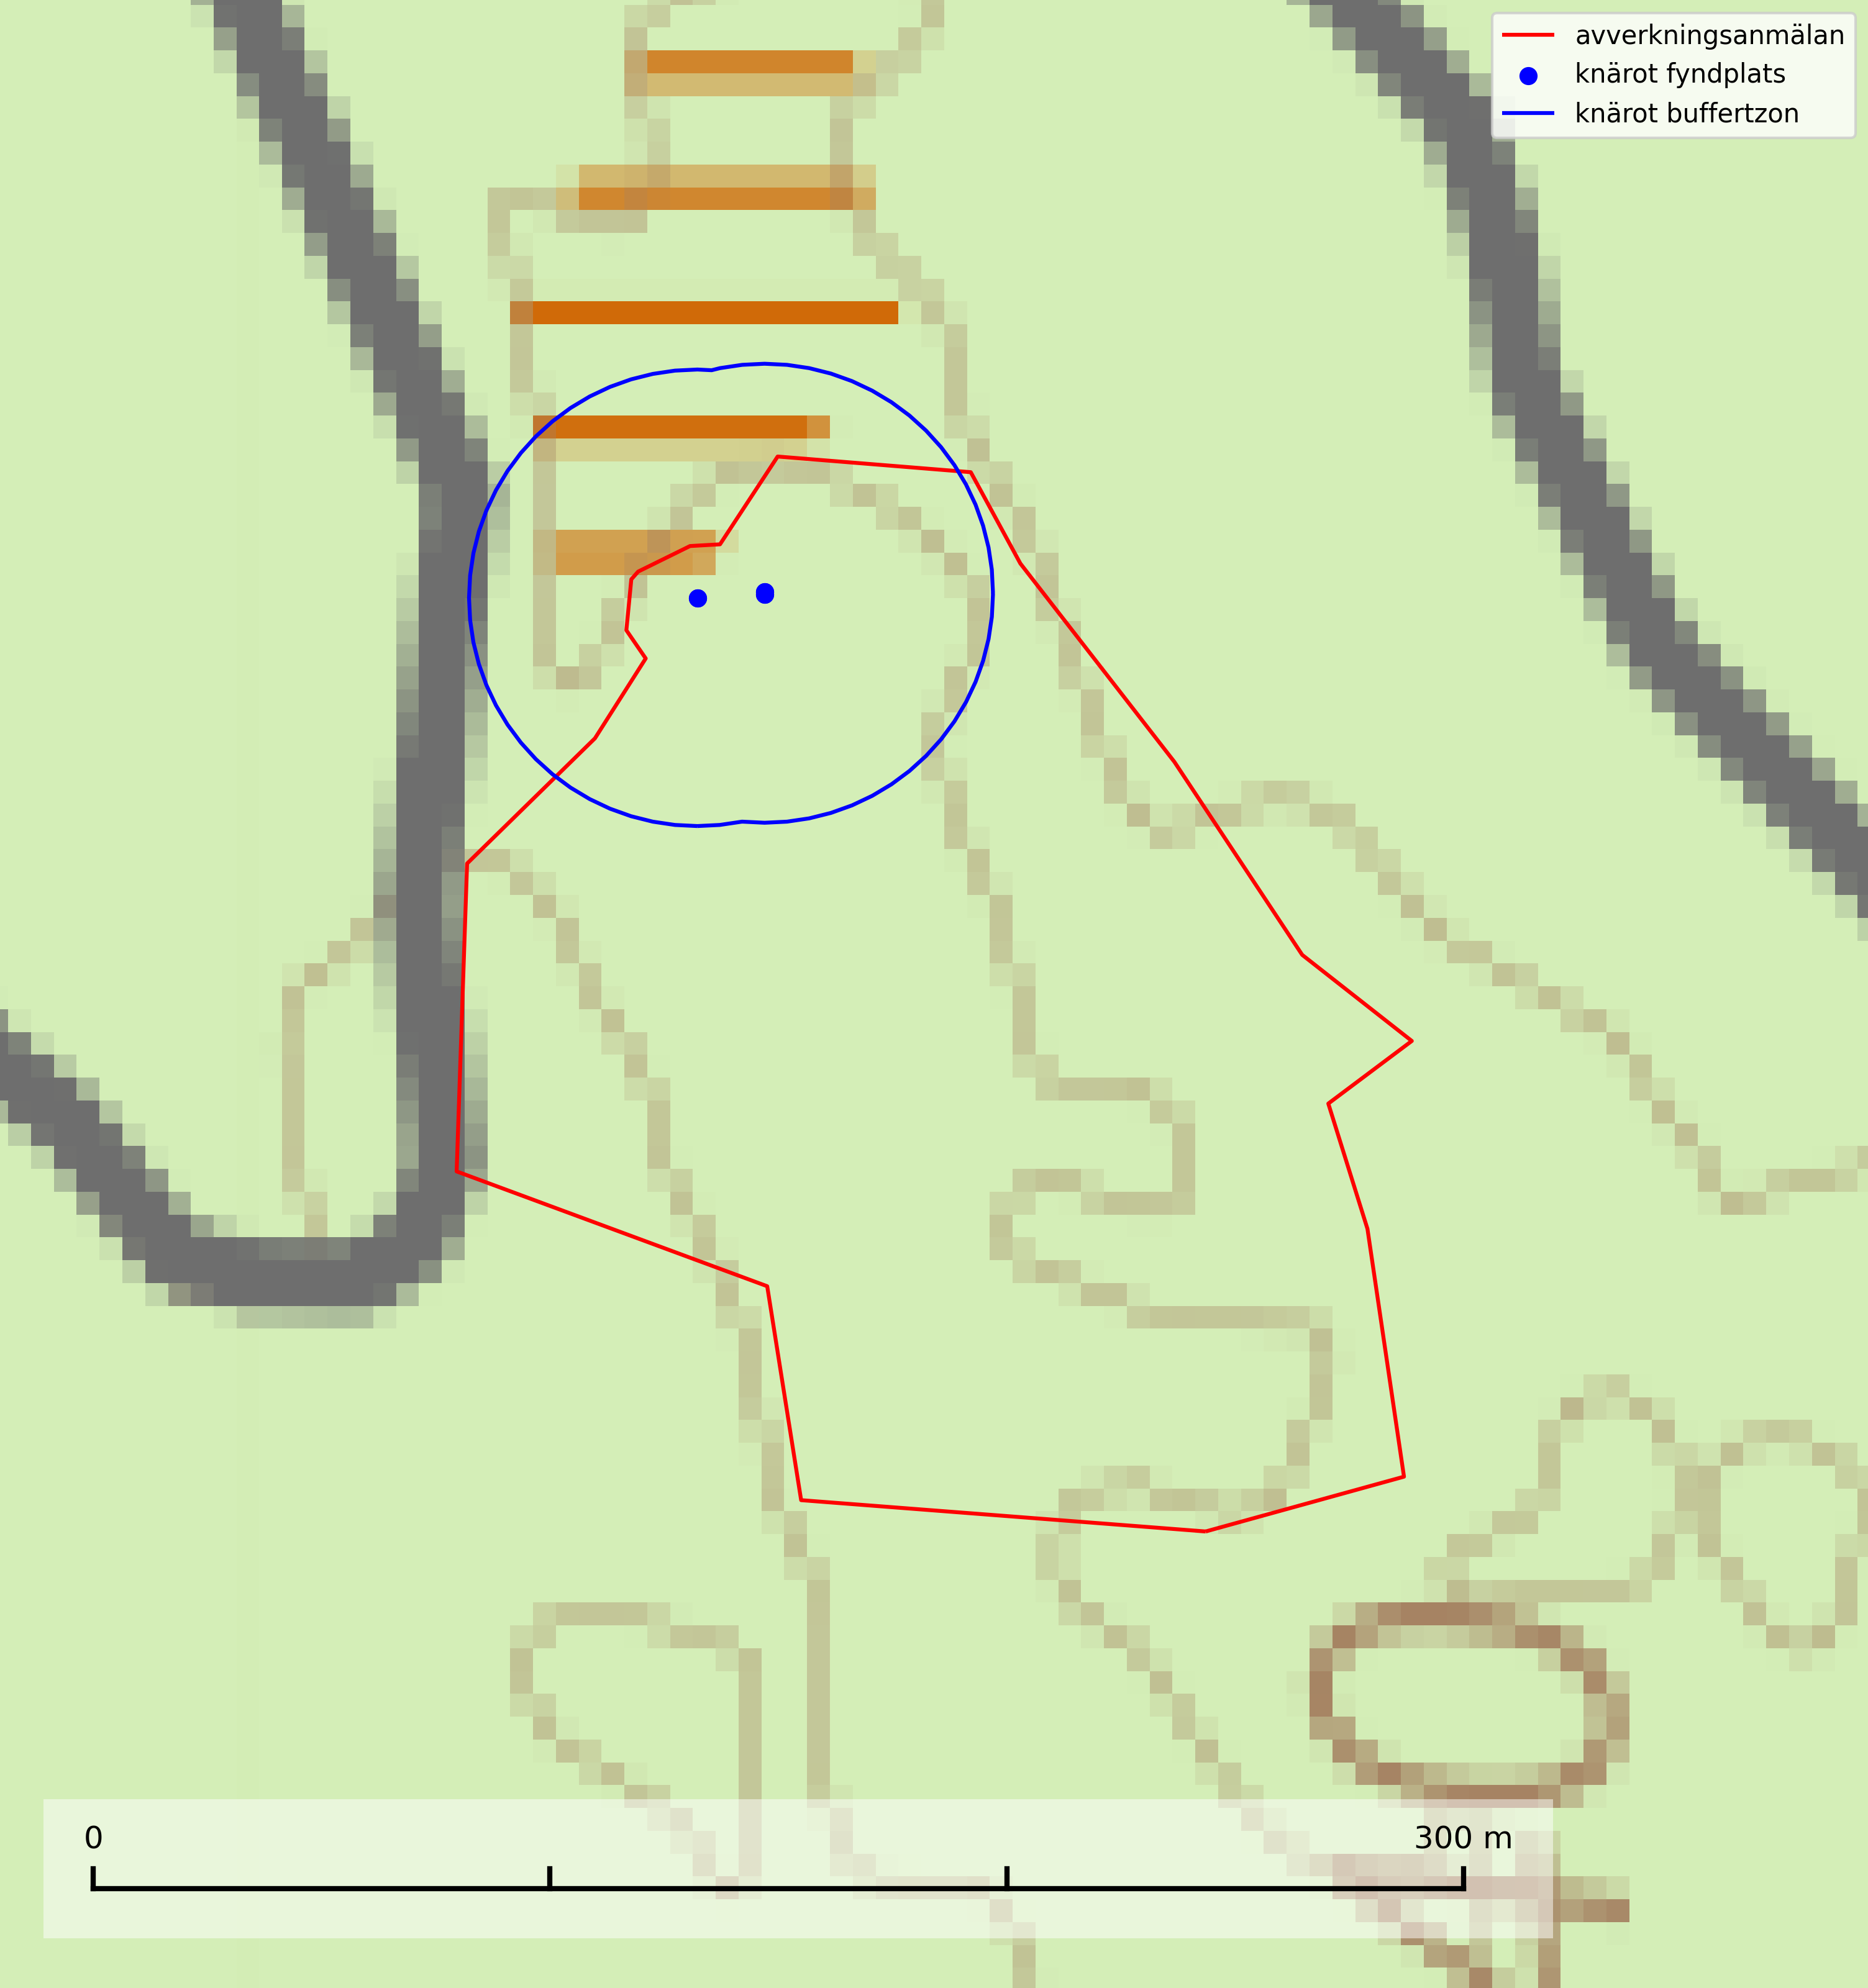 avverkningsanmälan
knärot fyndplats
knärot buffertzon
0 300 m